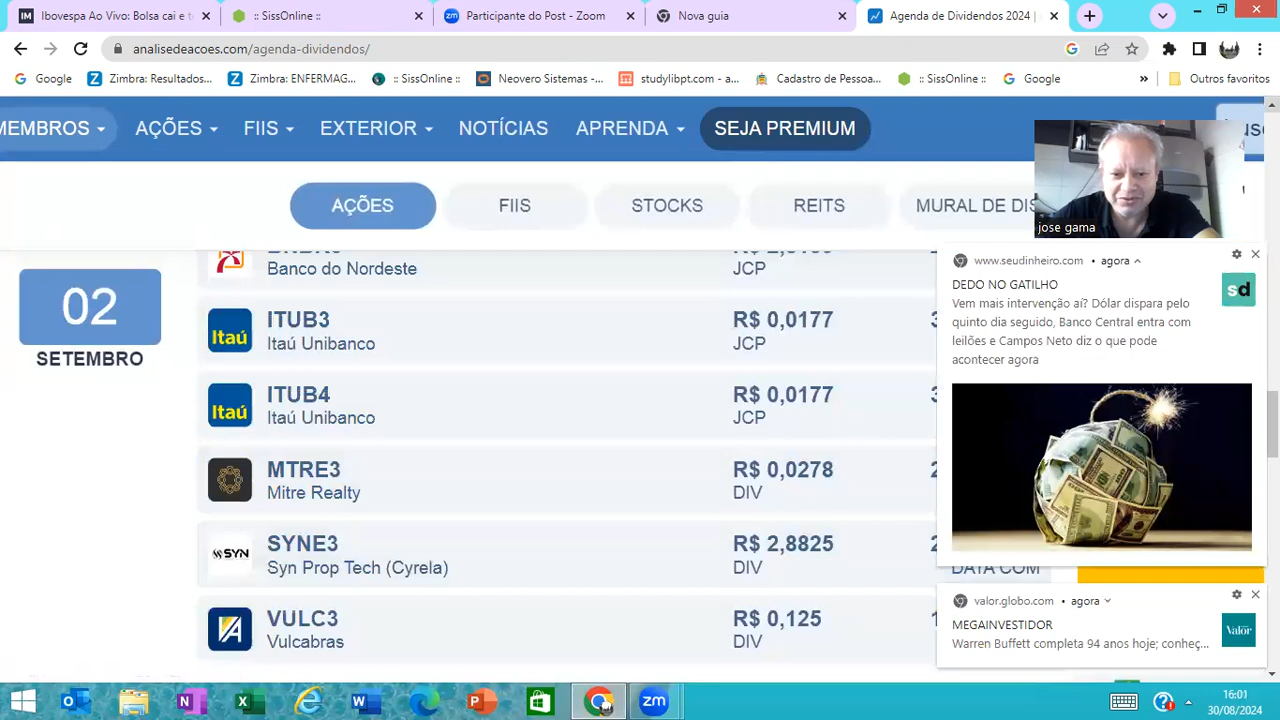 Ibovespa Ao Vivo: Bolsa cai e t
:: SissOnline ::
Participante do Post - Zoom
Nova guia
Agenda de Dividendos 2024 |
analisedeacoes.com/agenda-dividendos/
Google
Zimbra: Resultados...
Zimbra: ENFERMAG...
:: SissOnline ::
Neovero Sistemas -...
studylibpt.com - a...
Cadastro de Pessoa...
:: SissOnline ::
Google
»
Outros favoritos
MEMBROS
AÇÕES
FIIS
EXTERIOR
NOTÍCIAS
APRENDA
SEJA PREMIUM
AÇÕES
FIIS
STOCKS
REITS
MURAL DE DIS
jose gama
02
SETEMBRO
Banco do Nordeste
JCP
ITUB3
Itaú Unibanco
R$ 0,0177
JCP
Itaú
ITUB4
Itaú Unibanco
R$ 0,0177
JCP
Itaú
MTRE3
Mitre Realty
R$ 0,0278
DIV
SYN
SYNE3
Syn Prop Tech (Cyrela)
R$ 2,8825
DIV
DATA COM
VULC3
Vulcabras
R$ 0,125
DIV
www.seudinheiro.com • agora
DEDO NO GATILHO
Vem mais intervenção aí? Dólar dispara pelo
quinto dia seguido, Banco Central entra com
leilões e Campos Neto diz o que pode
acontecer agora
sd
valor.globo.com • agora
MEGAINVESTIDOR
Warren Buffett completa 94 anos hoje; conheç...
Valor
16:01
30/08/2024